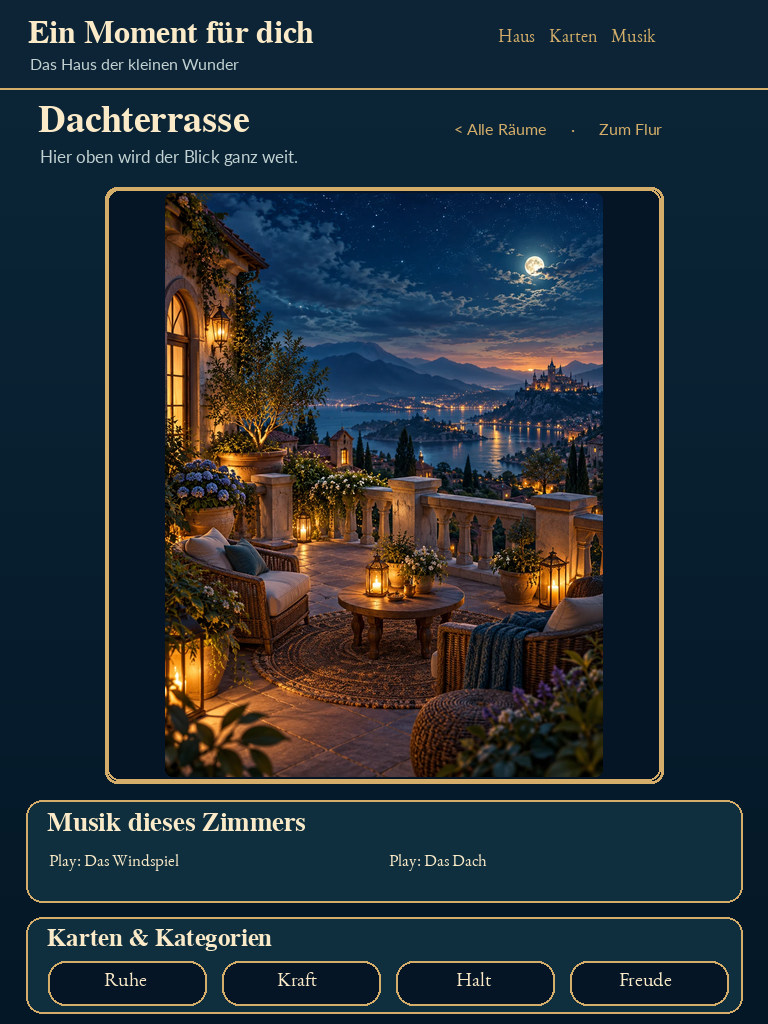 Ein Moment für dich
Haus Karten Musik
Das Haus der kleinen Wunder
Dachterrasse
< Alle Räume · Zum Flur
Hier oben wird der Blick ganz weit.
Musik dieses Zimmers
Play: Das Windspiel
Play: Das Dach
Karten & Kategorien
Ruhe
Kraft
Halt
Freude